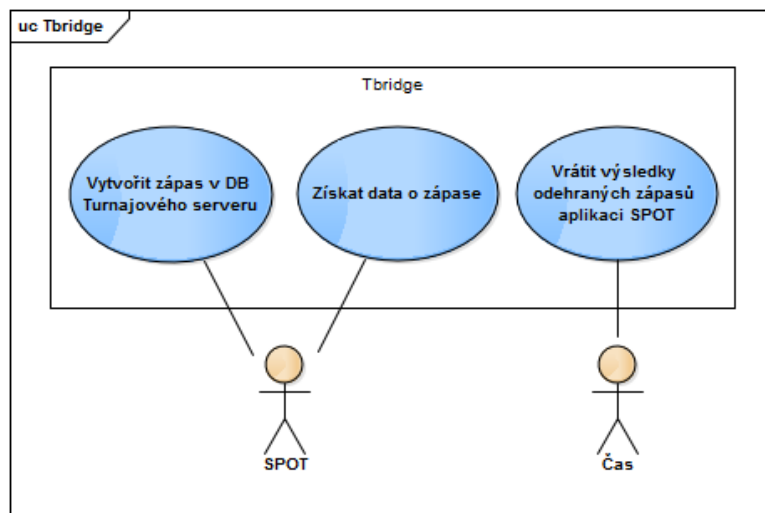 uc Tbridge
Tbridge
Vytvořit zápas v DB
Turnajového serveru
Získat data o zápase
Vrátit výsledky
odehraných zápasů
aplikaci SPOT
SPOT
Čas